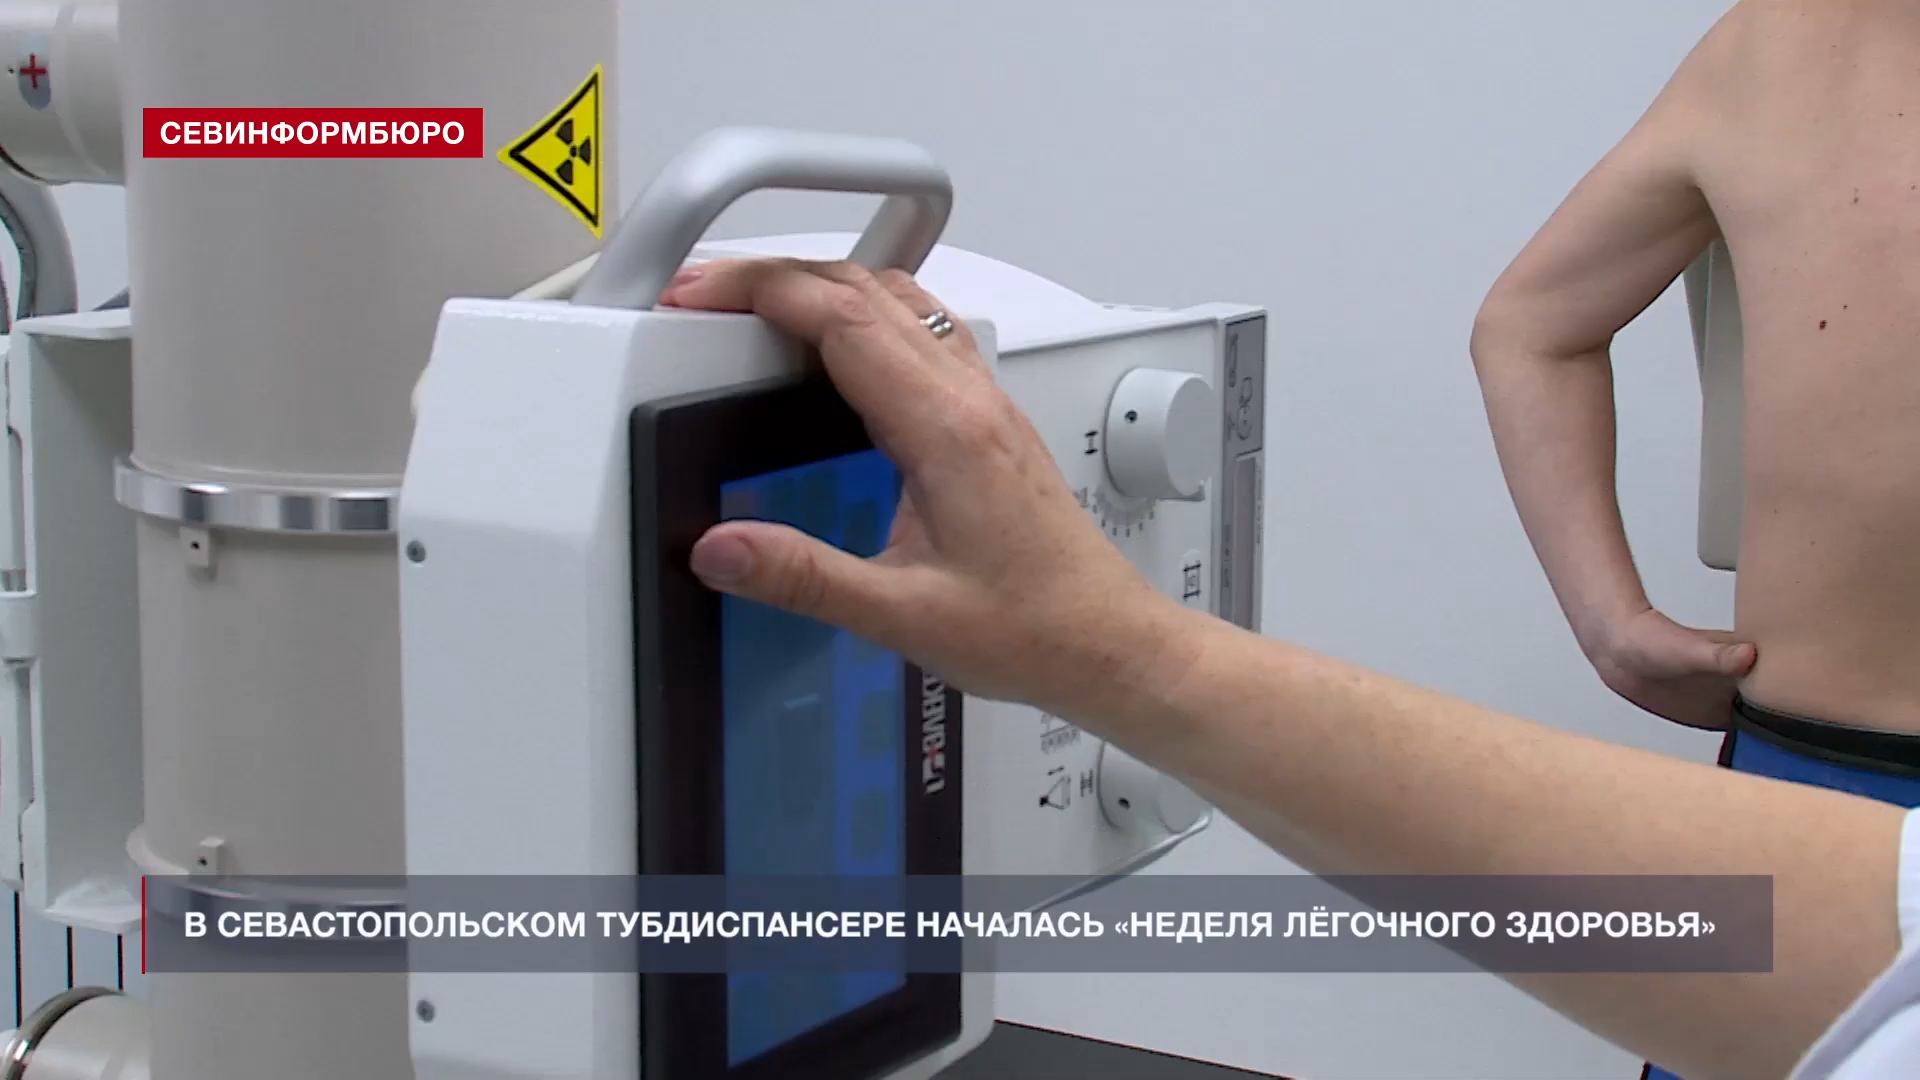 СЕВИНФОРМБЮРО
В СЕВАСТОПОЛЬСКОМ ТУБДИСПАНСЕРЕ НАЧАЛАСЬ «НЕДЕЛЯ ЛЁГОЧНОГО ЗДОРОВЬЯ»